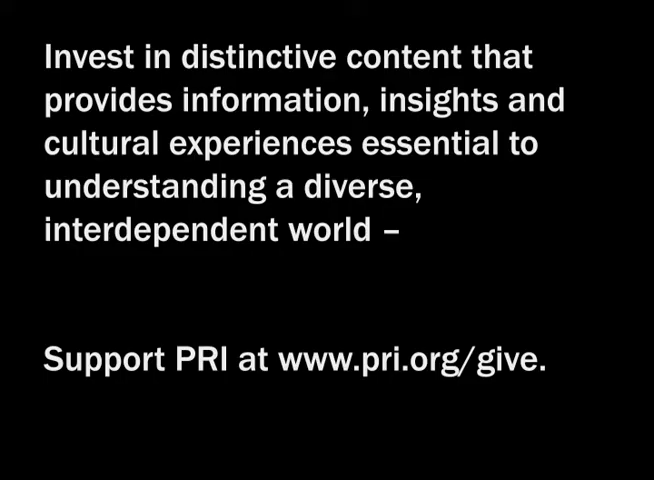 Invest in distinctive content that
provides information, insights and
cultural experiences essential to
understanding a diverse,
interdependent world –
Support PRI at www.pri.org/give.